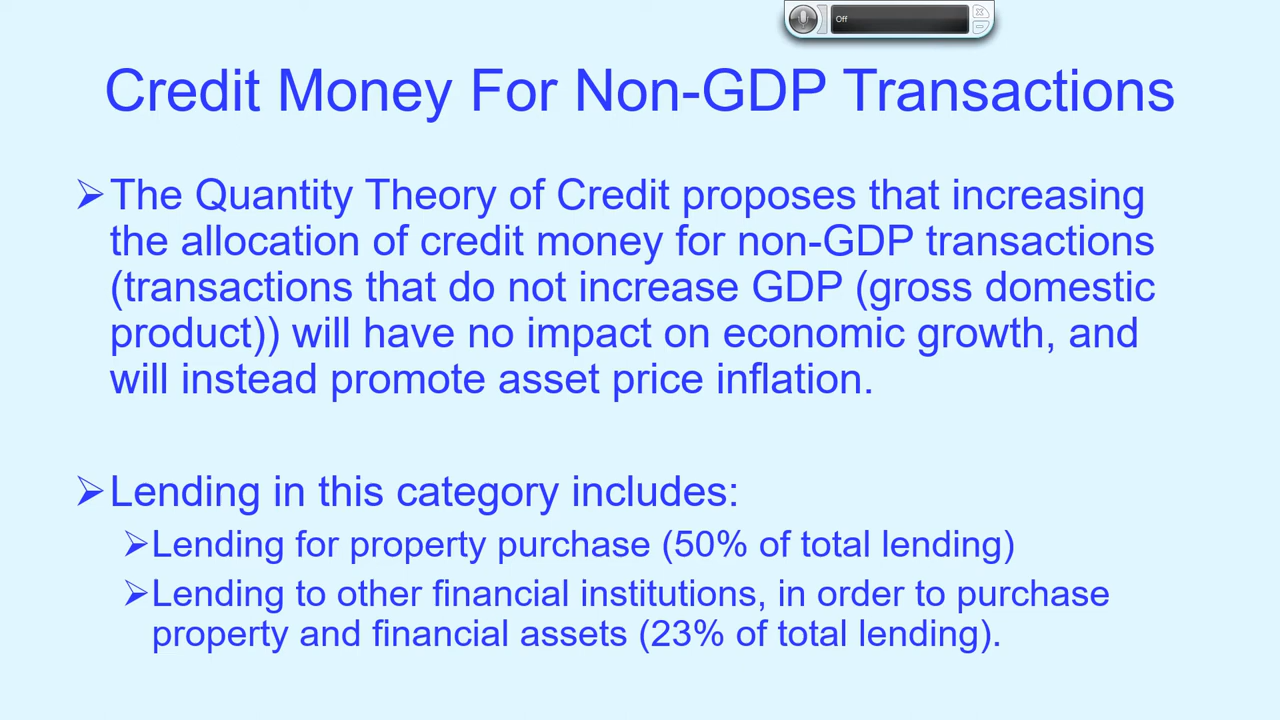 Off
Credit Money For Non-GDP Transactions
The Quantity Theory of Credit proposes that increasing
the allocation of credit money for non-GDP transactions
(transactions that do not increase GDP (gross domestic
product)) will have no impact on economic growth, and
will instead promote asset price inflation.
Lending in this category includes:
Lending for property purchase (50% of total lending)
Lending to other financial institutions, in order to purchase
property and financial assets (23% of total lending).